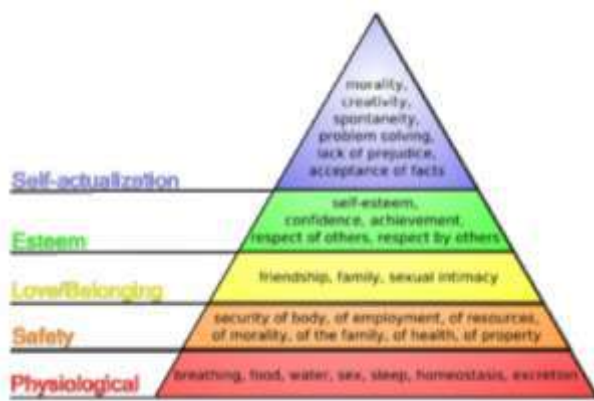 morality,
creativity,
spontaneity,
problem solving,
lack of prejudice,
acceptance of facts
Self-actualization
self-esteem,
confidence, achievement,
respect of others, respect by others
Esteem
friendship, family, sexual intimacy
Love/Belonging
security of body, of employment, of resources,
of morality, of the family, of health, of property
Safety
breathing, food, water, sex, sleep, homeostasis, excretion
Physiological